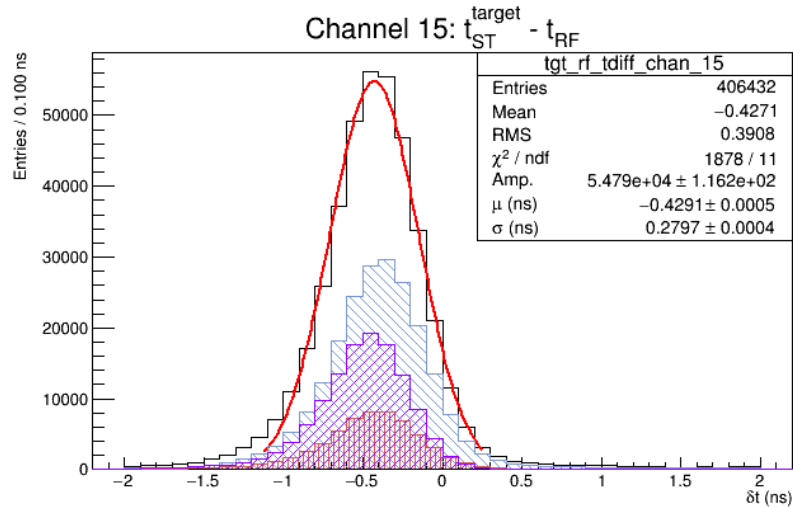 Channel 15: t_ST^target - t_RF
Entries / 0.100 ns
tgt_rf_tdiff_chan_15
Entries 406432
Mean −0.4271
RMS 0.3908
χ² / ndf 1878 / 11
Amp. 5.479e+04 ± 1.162e+02
μ (ns) −0.4291± 0.0005
σ (ns) 0.2797 ± 0.0004
50000
40000
30000
20000
10000
0
−2 −1.5 −1 −0.5 0 0.5 1 1.5 2
δt (ns)